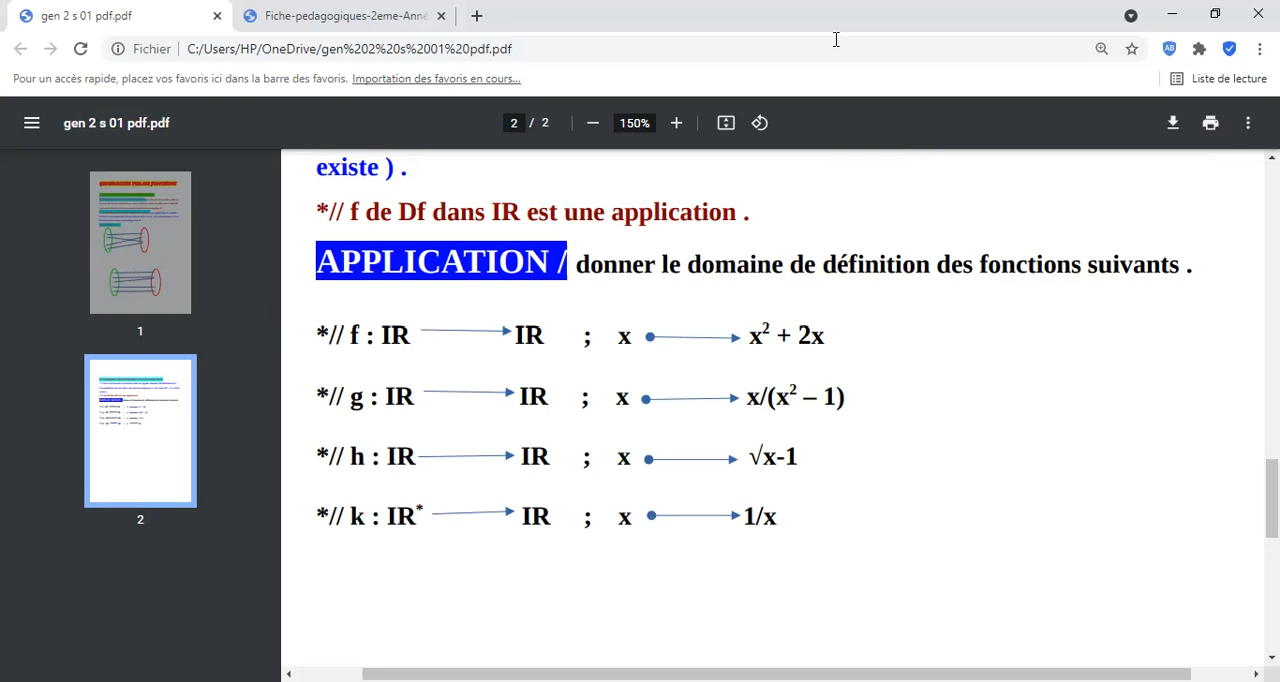 gen 2 s 01 pdf.pdf
Fiche-pedagogiques-2eme-Anné
Fichier
C:/Users/HP/OneDrive/gen%202%20s%2001%20pdf.pdf
Pour un accès rapide, placez vos favoris ici dans la barre des favoris. Importation des favoris en cours...
Liste de lecture
gen 2 s 01 pdf.pdf
2 / 2
150%
existe ) .
*// f de Df dans IR est une application .
APPLICATION / donner le domaine de définition des fonctions suivants .
*// f : IR IR ; x x² + 2x
*// g : IR IR ; x x/(x² – 1)
*// h : IR IR ; x √x-1
*// k : IR* IR ; x 1/x
1
2